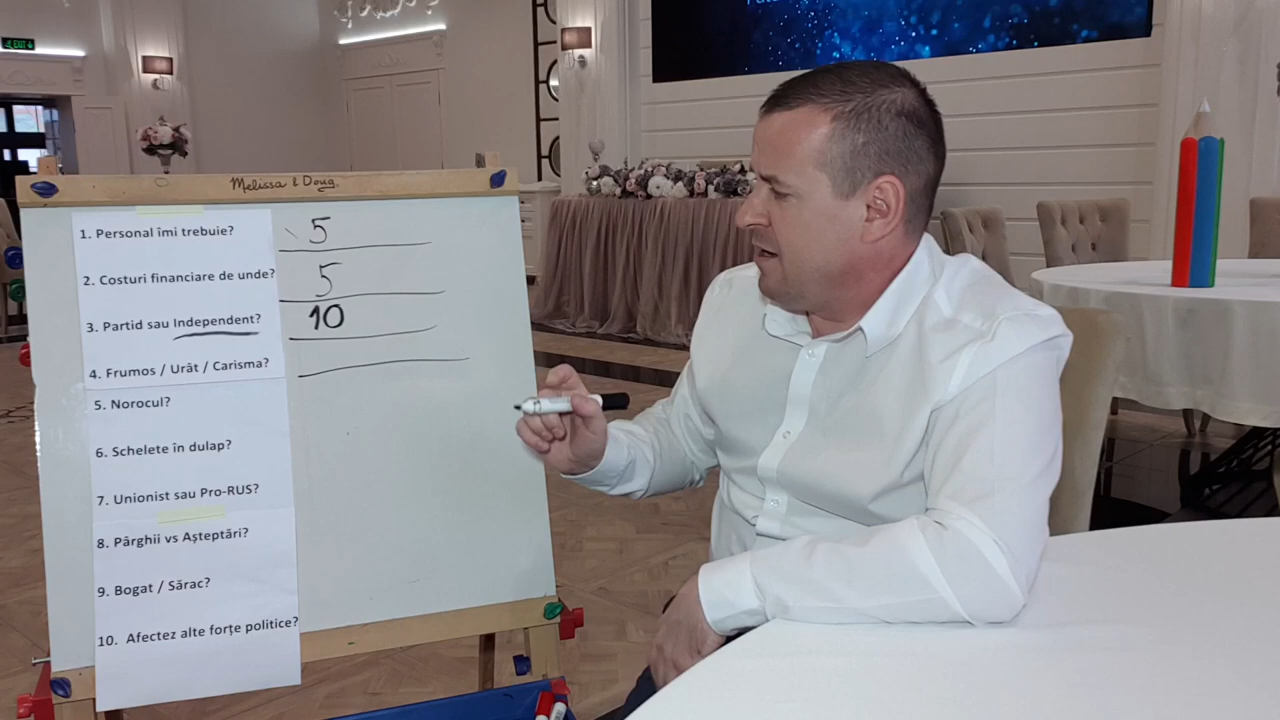 EXIT
Melissa & Doug
1. Personal îmi trebuie? 5
2. Costuri financiare de unde? 5
3. Partid sau Independent? 10
4. Frumos / Urât / Carisma?
5. Norocul?
6. Schelete în dulap?
7. Unionist sau Pro-RUS?
8. Pârghii vs Așteptări?
9. Bogat / Sărac?
10. Afectez alte forțe politice?